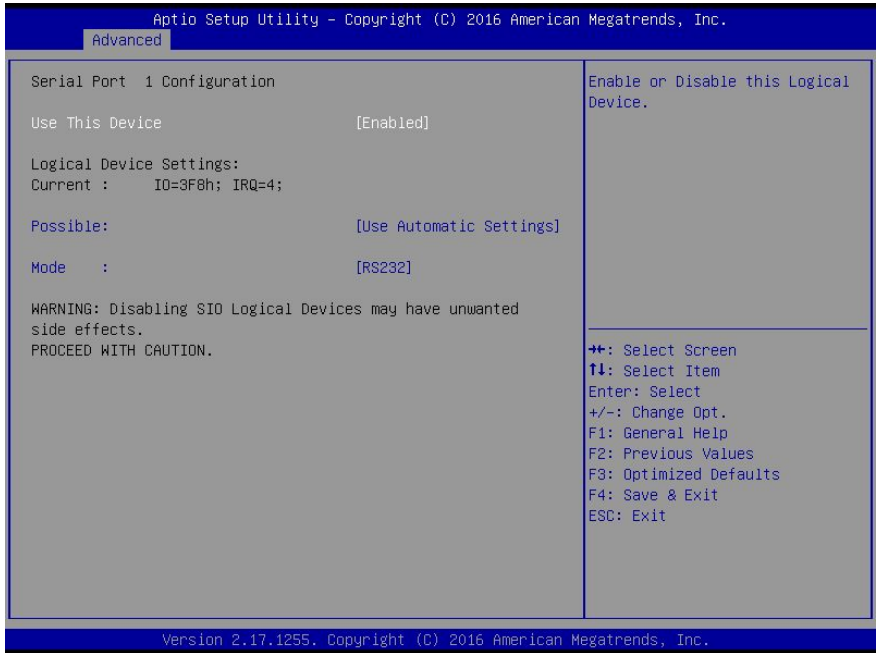 Aptio Setup Utility – Copyright (C) 2016 American Megatrends, Inc.
Advanced
Serial Port 1 Configuration
Use This Device [Enabled]
Logical Device Settings:
Current : IO=3F8h; IRQ=4;
Possible: [Use Automatic Settings]
Mode : [RS232]
WARNING: Disabling SIO Logical Devices may have unwanted
side effects.
PROCEED WITH CAUTION.
Enable or Disable this Logical
Device.
→←: Select Screen
↑↓: Select Item
Enter: Select
+/-: Change Opt.
F1: General Help
F2: Previous Values
F3: Optimized Defaults
F4: Save & Exit
ESC: Exit
Version 2.17.1255. Copyright (C) 2016 American Megatrends, Inc.